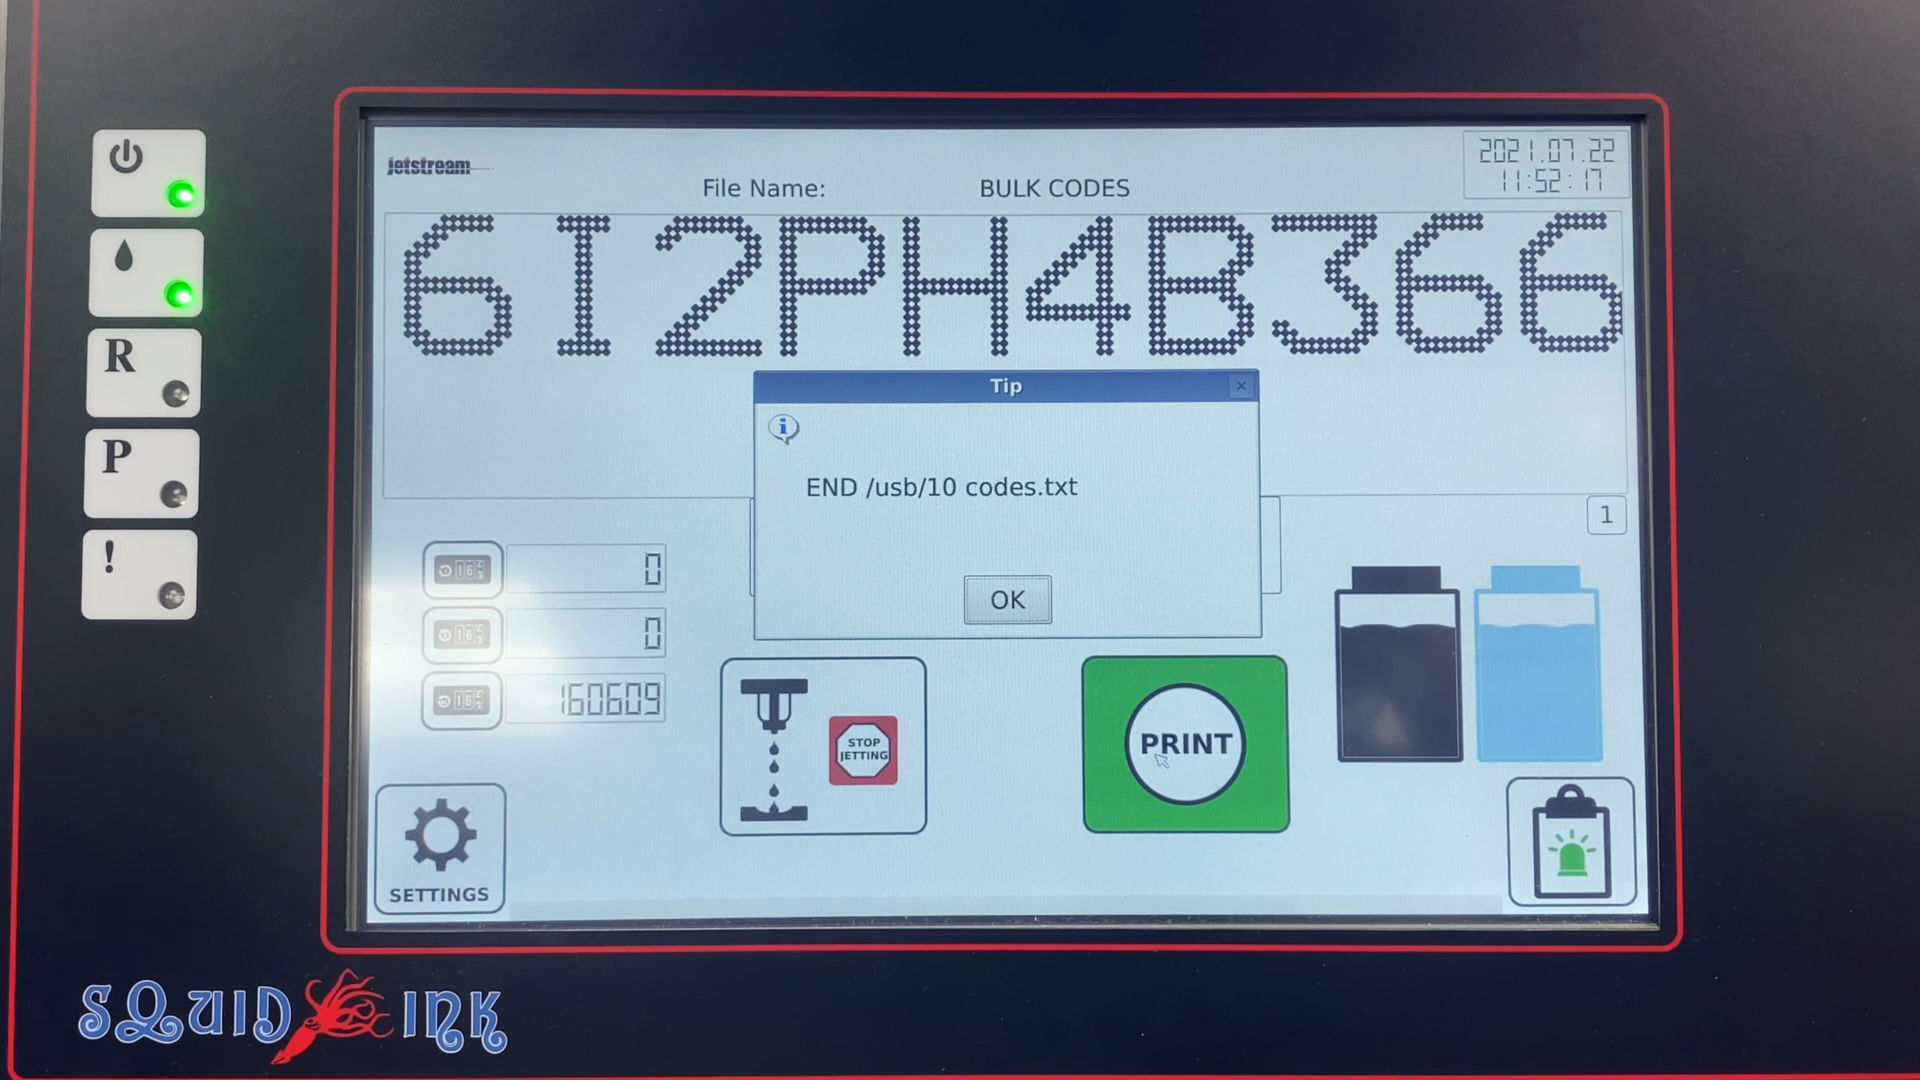 jetstream
2021.07.22
11:52:17
File Name: BULK CODES
6I2PH4B366
Tip
END /usb/10 codes.txt
OK
R
P
!
1
0
0
160609
STOP
JETTING
PRINT
SETTINGS
SQUID INK